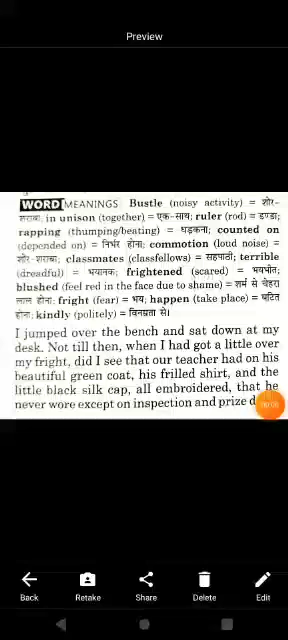 Preview
WORD MEANINGS Bustle (noisy activity) = शोर-
शराबा; in unison (together) = एक-साथ; ruler (rod) = डण्डा;
rapping (thumping/beating) = धड़कना; counted on
(depended on) = निर्भर होना; commotion (loud noise) =
शोर-शराबा; classmates (classfellows) = सहपाठी; terrible
(dreadful) = भयानक; frightened (scared) = भयभीत;
blushed (feel red in the face due to shame) = शर्म से चेहरा
लाल होना; fright (fear) = भय; happen (take place) = घटित
होना; kindly (politely) = विनम्रता से।
I jumped over the bench and sat down at my
desk. Not till then, when I had got a little over
my fright, did I see that our teacher had on his
beautiful green coat, his frilled shirt, and the
little black silk cap, all embroidered, that he
never wore except on inspection and prize
Back Retake Share Delete Edit